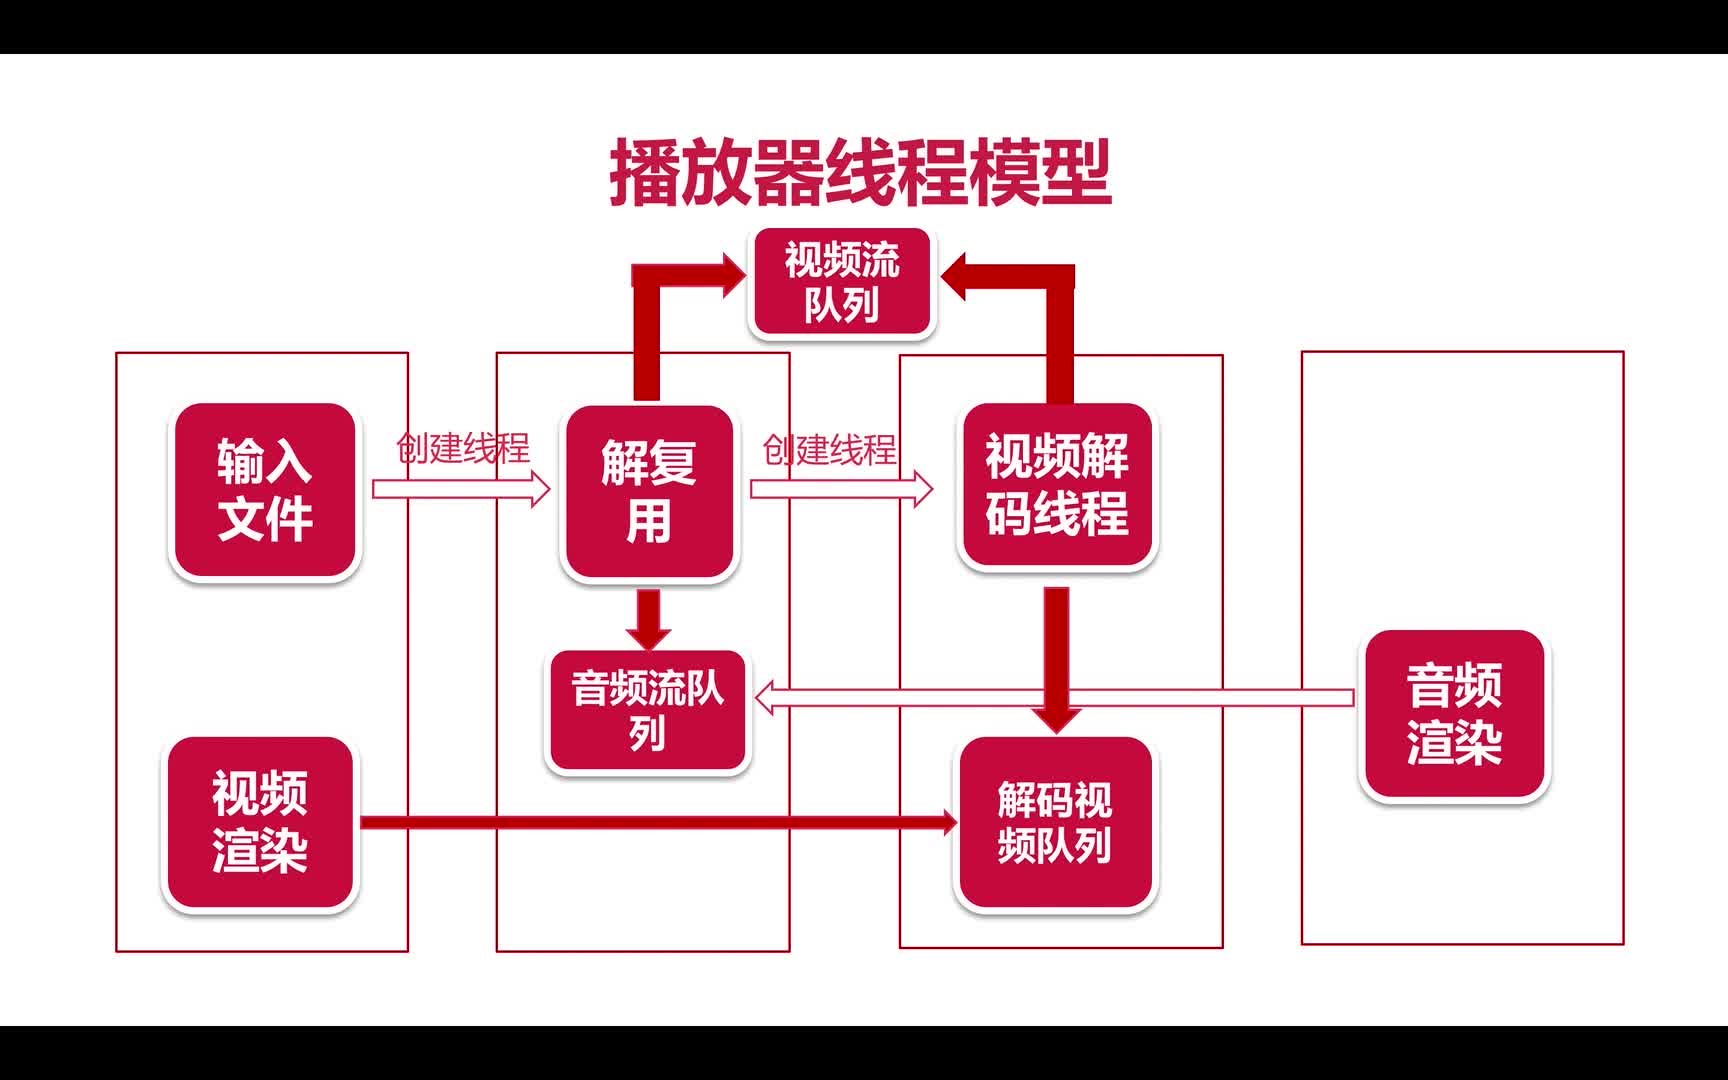 播放器线程模型
视频流
队列
输入
文件
创建线程
解复
用
创建线程
视频解
码线程
音频流队
列
音频
渲染
视频
渲染
解码视
频队列